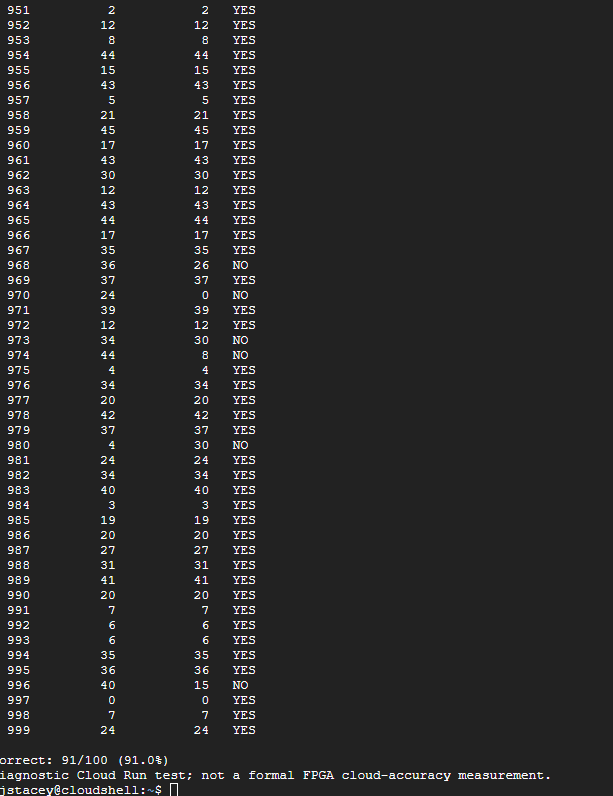 951 2 2 YES
952 12 12 YES
953 8 8 YES
954 44 44 YES
955 15 15 YES
956 43 43 YES
957 5 5 YES
958 21 21 YES
959 45 45 YES
960 17 17 YES
961 43 43 YES
962 30 30 YES
963 12 12 YES
964 43 43 YES
965 44 44 YES
966 17 17 YES
967 35 35 YES
968 36 26 NO
969 37 37 YES
970 24 0 NO
971 39 39 YES
972 12 12 YES
973 34 30 NO
974 44 8 NO
975 4 4 YES
976 34 34 YES
977 20 20 YES
978 42 42 YES
979 37 37 YES
980 4 30 NO
981 24 24 YES
982 34 34 YES
983 40 40 YES
984 3 3 YES
985 19 19 YES
986 20 20 YES
987 27 27 YES
988 31 31 YES
989 41 41 YES
990 20 20 YES
991 7 7 YES
992 6 6 YES
993 6 6 YES
994 35 35 YES
995 36 36 YES
996 40 15 NO
997 0 0 YES
998 7 7 YES
999 24 24 YES
orrect: 91/100 (91.0%)
iagnostic Cloud Run test; not a formal FPGA cloud-accuracy measurement.
jstacey@cloudshell:~$